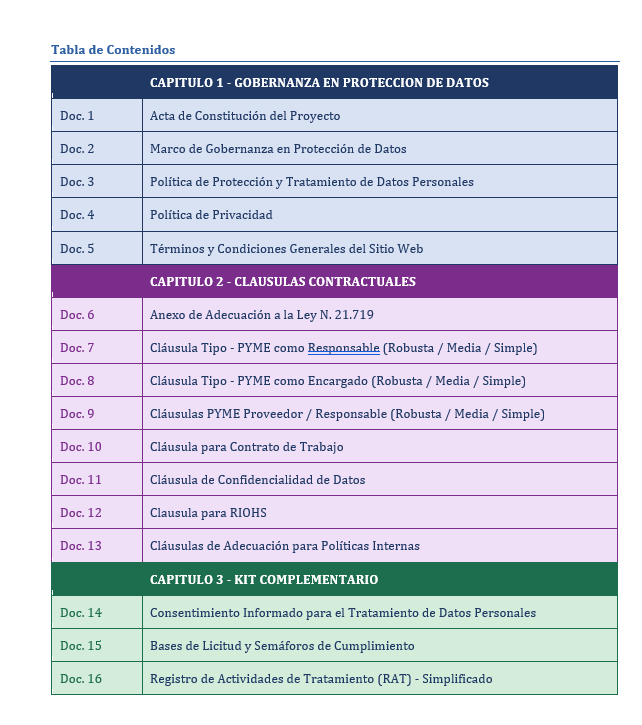 Tabla de Contenidos
CAPITULO 1 - GOBERNANZA EN PROTECCION DE DATOS
Doc. 1 Acta de Constitución del Proyecto
Doc. 2 Marco de Gobernanza en Protección de Datos
Doc. 3 Política de Protección y Tratamiento de Datos Personales
Doc. 4 Política de Privacidad
Doc. 5 Términos y Condiciones Generales del Sitio Web
CAPITULO 2 - CLAUSULAS CONTRACTUALES
Doc. 6 Anexo de Adecuación a la Ley N. 21.719
Doc. 7 Cláusula Tipo - PYME como Responsable (Robusta / Media / Simple)
Doc. 8 Cláusula Tipo - PYME como Encargado (Robusta / Media / Simple)
Doc. 9 Cláusulas PYME Proveedor / Responsable (Robusta / Media / Simple)
Doc. 10 Cláusula para Contrato de Trabajo
Doc. 11 Cláusula de Confidencialidad de Datos
Doc. 12 Clausula para RIOHS
Doc. 13 Cláusulas de Adecuación para Políticas Internas
CAPITULO 3 - KIT COMPLEMENTARIO
Doc. 14 Consentimiento Informado para el Tratamiento de Datos Personales
Doc. 15 Bases de Licitud y Semáforos de Cumplimiento
Doc. 16 Registro de Actividades de Tratamiento (RAT) - Simplificado